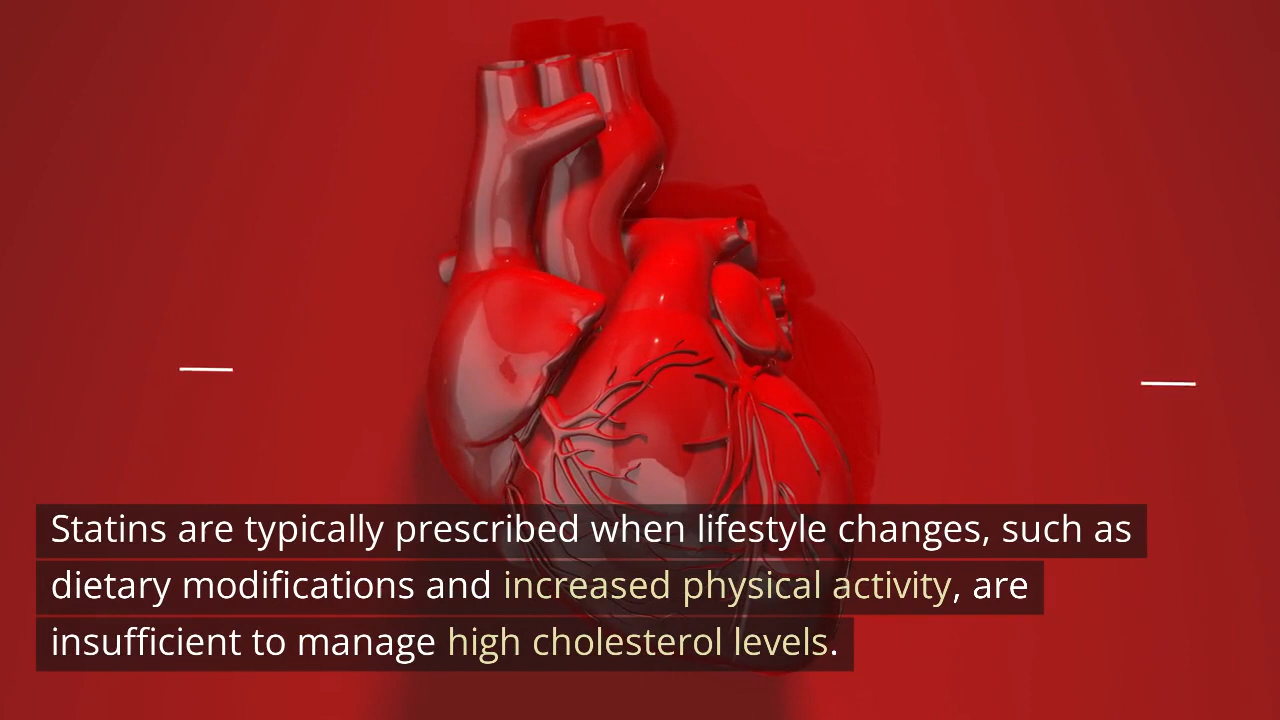 Statins are typically prescribed when lifestyle changes, such as
dietary modifications and increased physical activity, are
insufficient to manage high cholesterol levels.